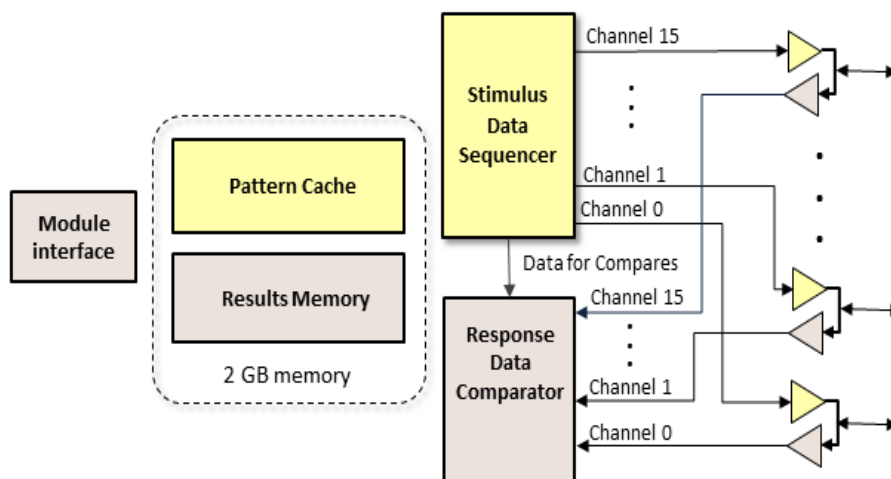 Module
interface
Pattern Cache
Results Memory
2 GB memory
Stimulus
Data
Sequencer
Channel 15
Channel 1
Channel 0
Data for Compares
Response
Data
Comparator
Channel 15
Channel 1
Channel 0